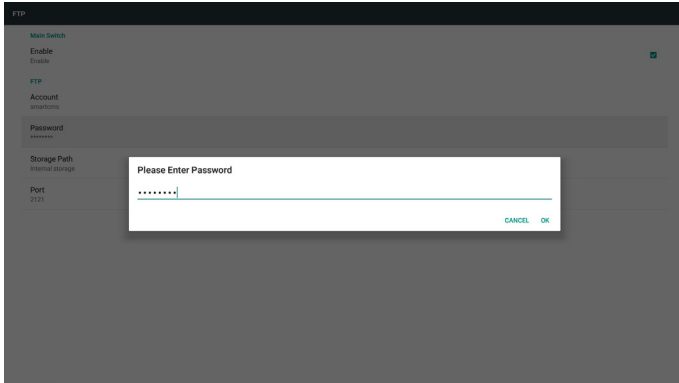 FTP
Main Switch
Enable
Enable
FTP
Account
smartcms
Password
********
Storage Path
Internal storage
Port
2121
Please Enter Password
••••••••
CANCEL OK